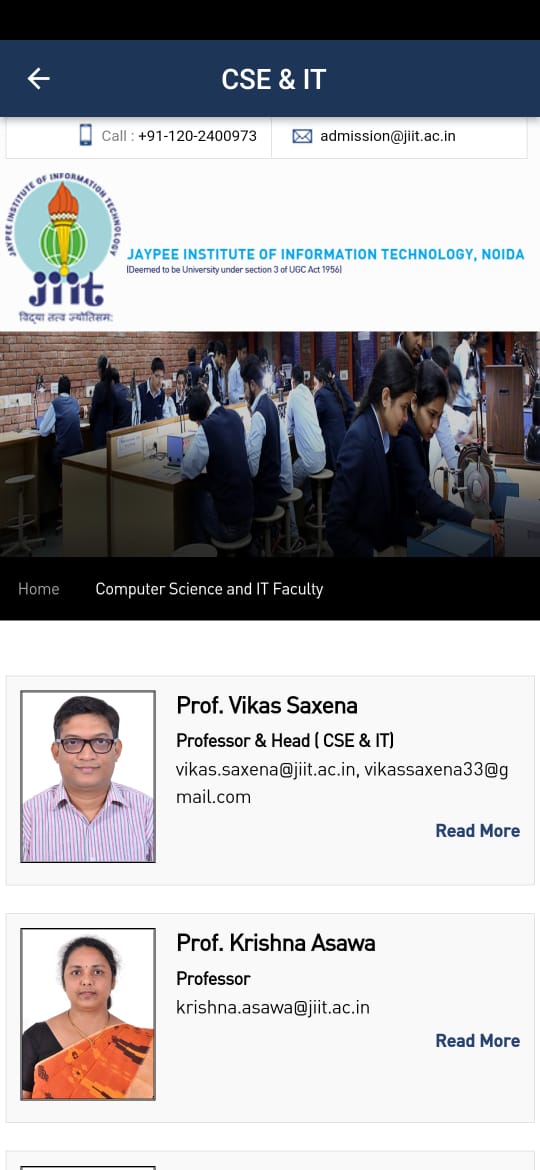 CSE & IT
Call : +91-120-2400973
admission@jiit.ac.in
JAYPEE INSTITUTE OF INFORMATION TECHNOLOGY
jiit
विद्या तत्व ज्योतिसमः
JAYPEE INSTITUTE OF INFORMATION TECHNOLOGY, NOIDA
(Deemed to be University under section 3 of UGC Act 1956)
Home
Computer Science and IT Faculty
Prof. Vikas Saxena
Professor & Head ( CSE & IT)
vikas.saxena@jiit.ac.in, vikassaxena33@g
mail.com
Read More
Prof. Krishna Asawa
Professor
krishna.asawa@jiit.ac.in
Read More